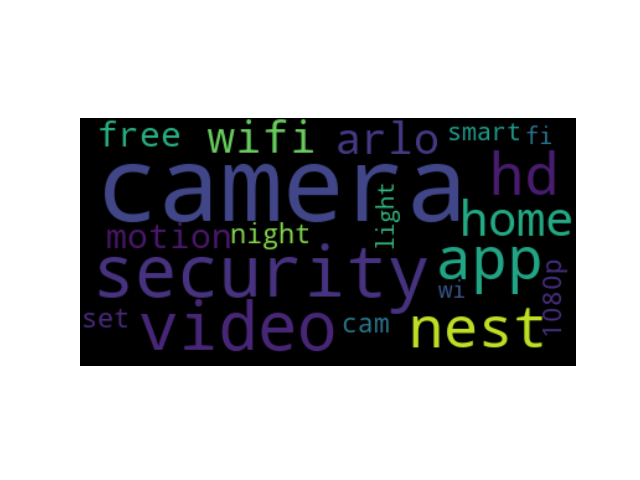 free wifi arlo smart fi
camera hd
light home
motion night
security app
wi 1080p
set video cam nest